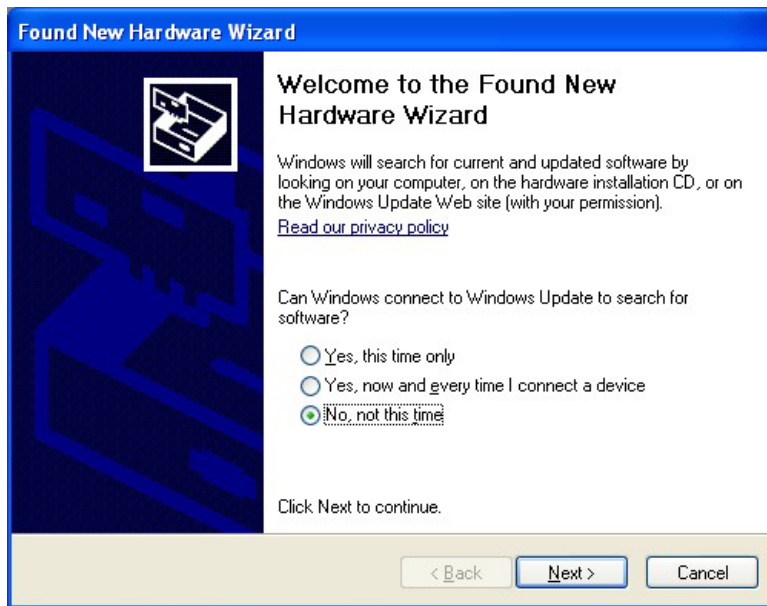 Found New Hardware Wizard
Welcome to the Found New
Hardware Wizard
Windows will search for current and updated software by
looking on your computer, on the hardware installation CD, or on
the Windows Update Web site (with your permission).
Read our privacy policy
Can Windows connect to Windows Update to search for
software?
Yes, this time only
Yes, now and every time I connect a device
No, not this time
Click Next to continue.
< Back Next > Cancel